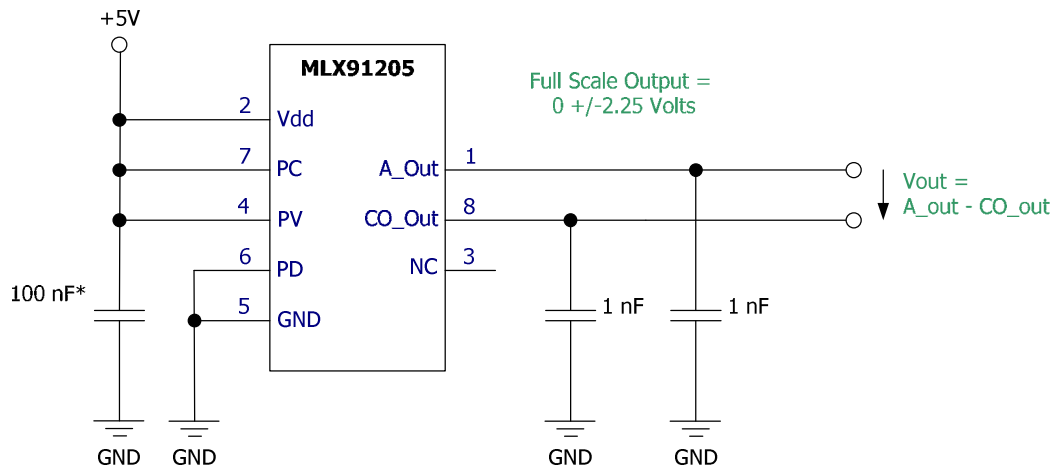 +5V
MLX91205
Full Scale Output =
0 +/-2.25 Volts
2
Vdd
7
PC
A_Out
1
Vout =
A_out - CO_out
4
PV
CO_Out
8
6
PD
NC
3
100 nF*
5
GND
1 nF
1 nF
GND
GND
GND
GND